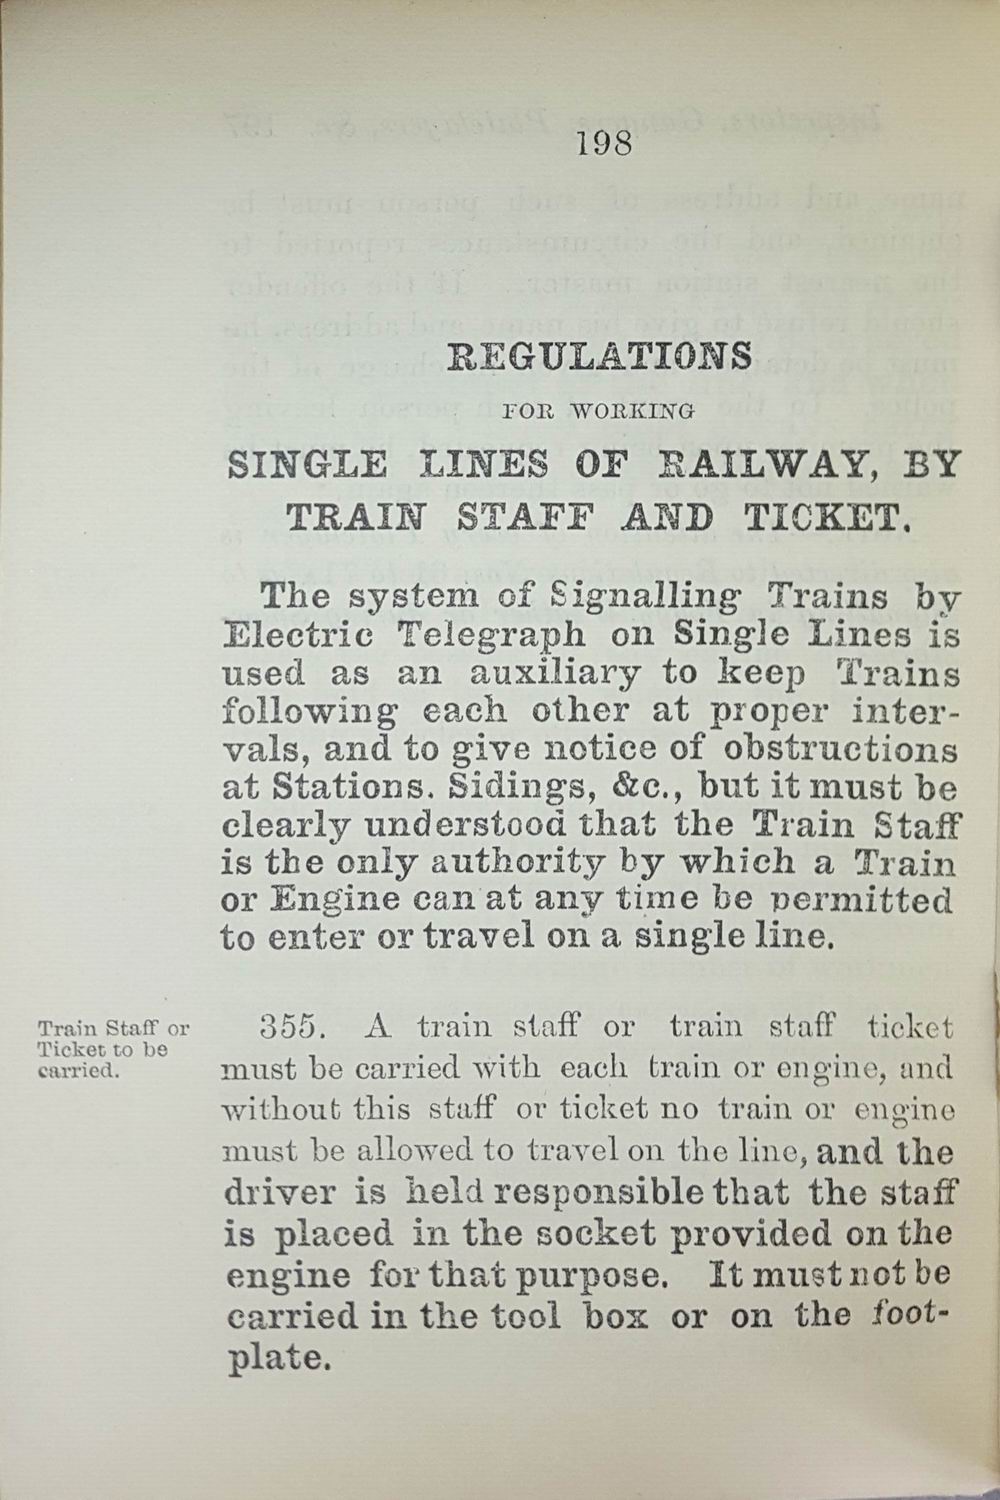 198
REGULATIONS
FOR WORKING
SINGLE LINES OF RAILWAY, BY
TRAIN STAFF AND TICKET.
The system of Signalling Trains by
Electric Telegraph on Single Lines is
used as an auxiliary to keep Trains
following each other at proper inter-
vals, and to give notice of obstructions
at Stations. Sidings, &c., but it must be
clearly understood that the Train Staff
is the only authority by which a Train
or Engine can at any time be permitted
to enter or travel on a single line.
Train Staff or
Ticket to be
carried.
355. A train staff or train staff ticket
must be carried with each train or engine, and
without this staff or ticket no train or engine
must be allowed to travel on the line, and the
driver is held responsible that the staff
is placed in the socket provided on the
engine for that purpose. It must not be
carried in the tool box or on the foot-
plate.